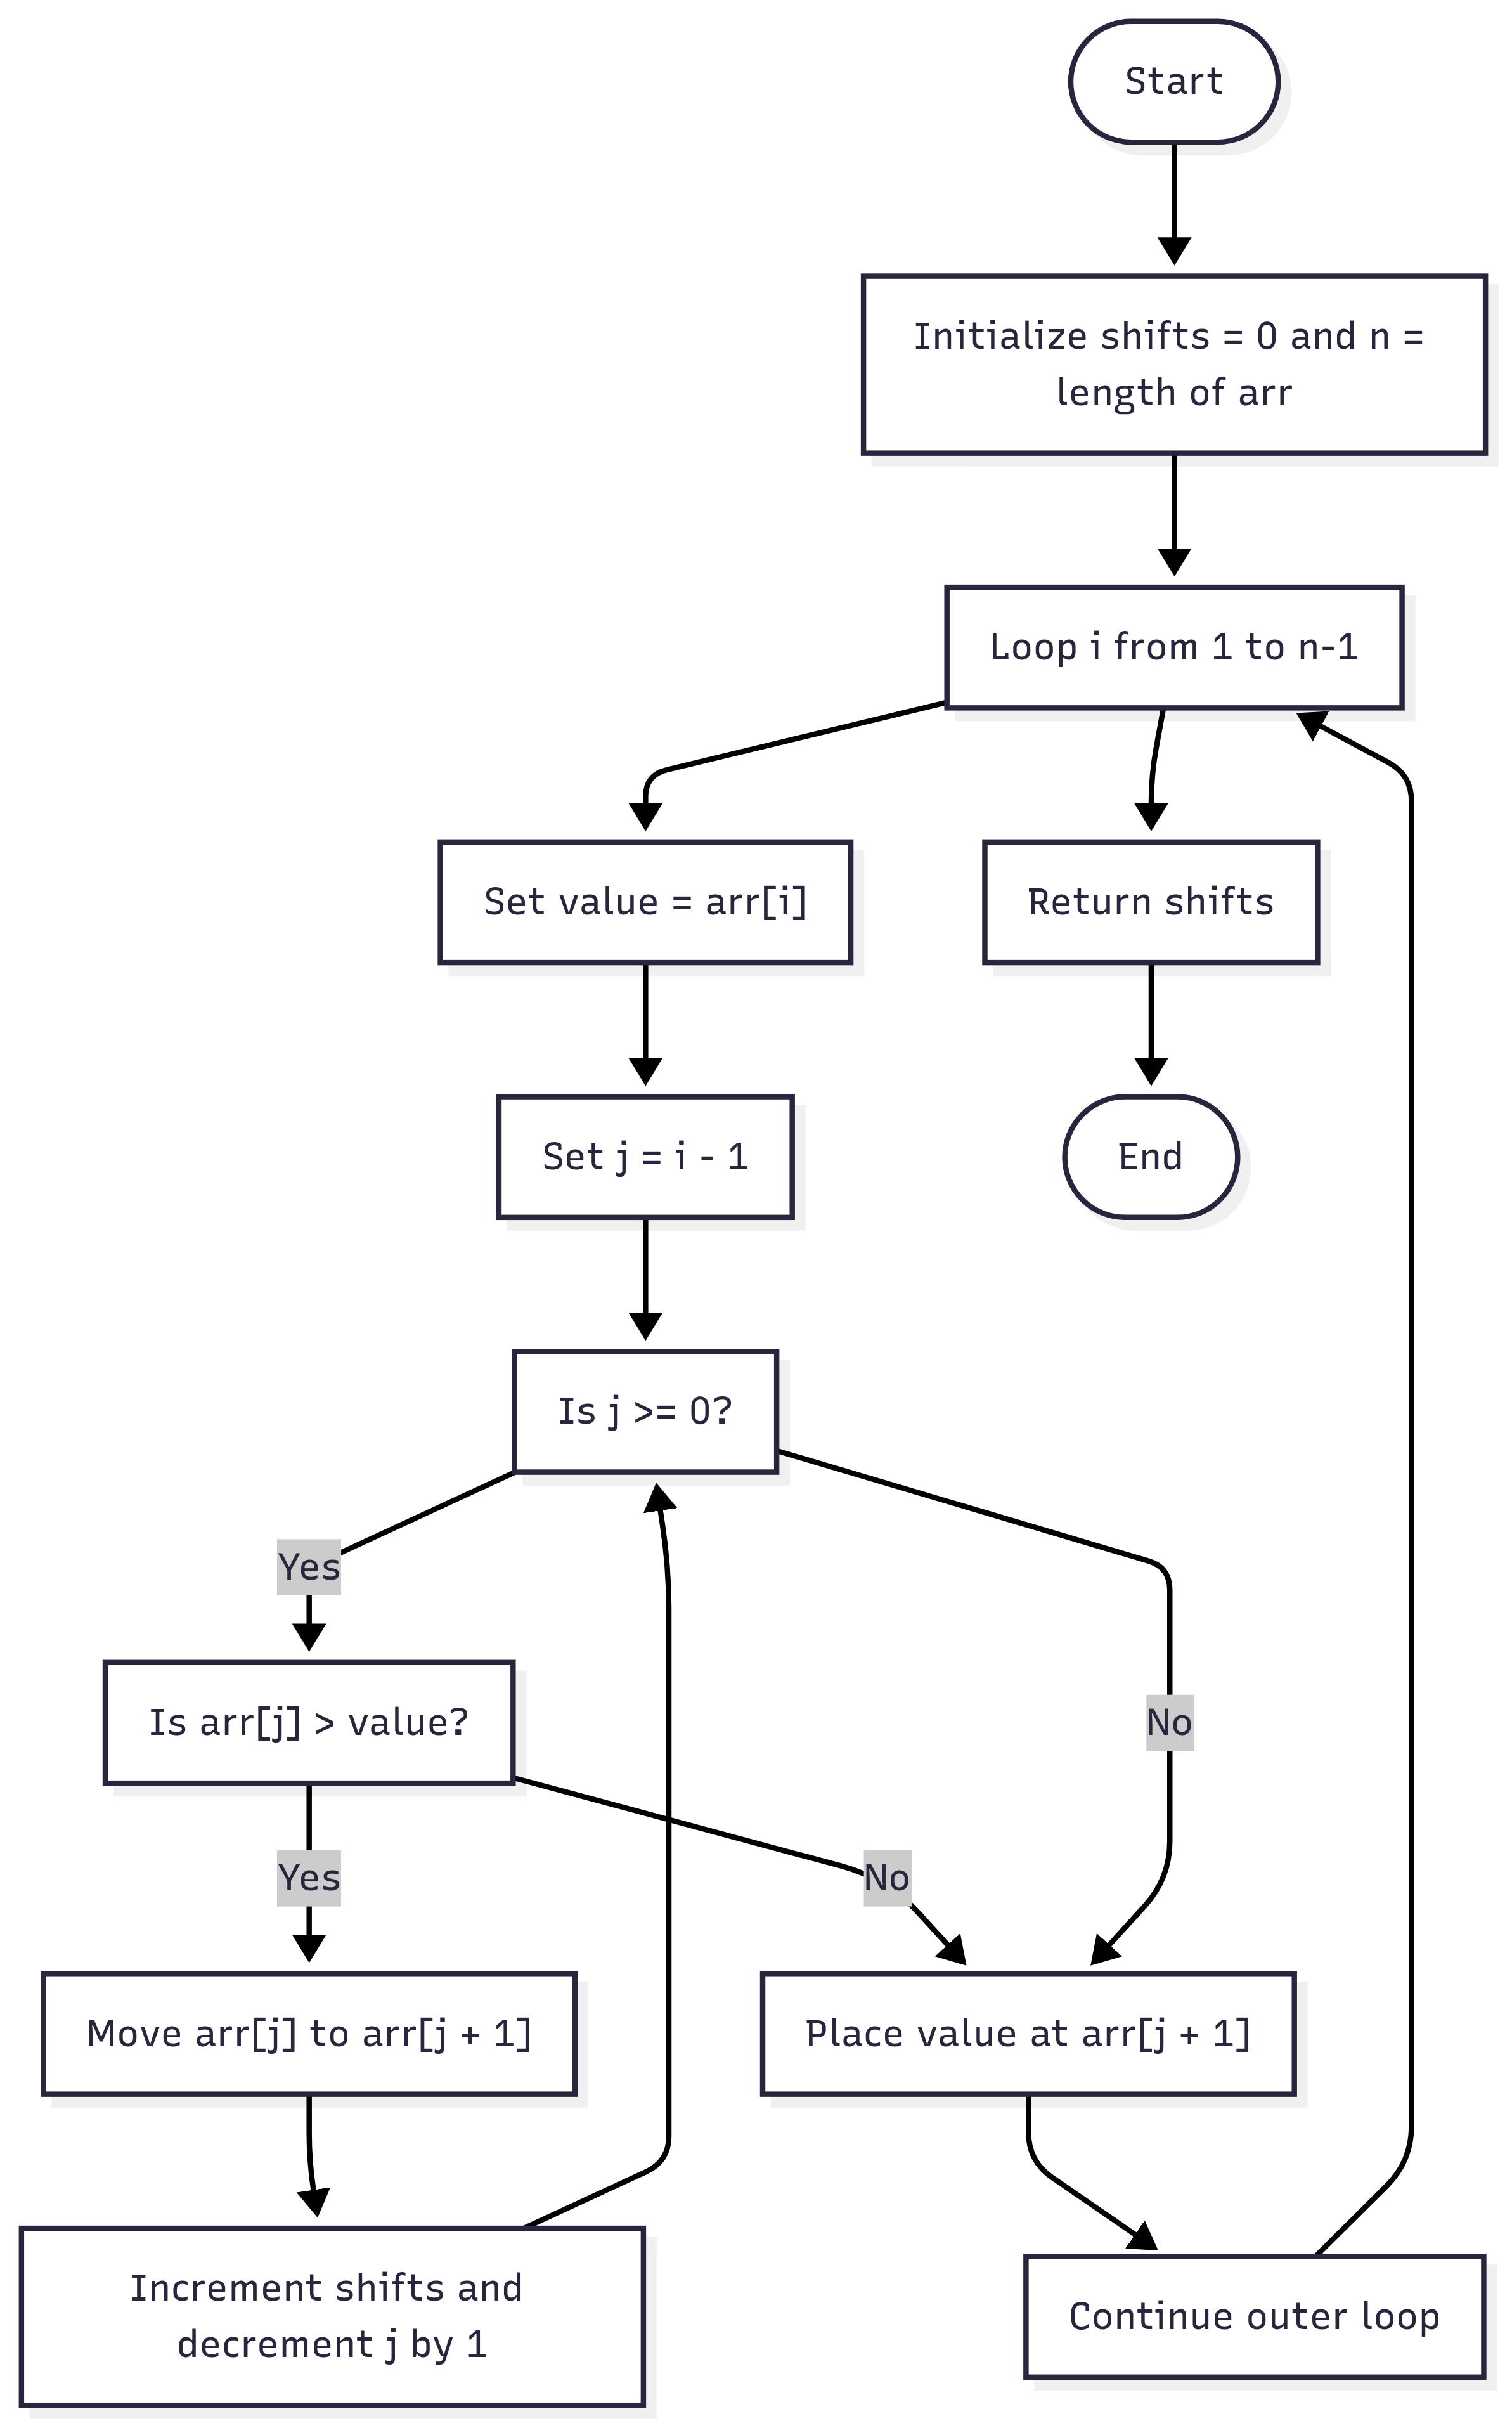 Start
Initialize shifts = 0 and n =
length of arr
Loop i from 1 to n-1
Set value = arr[i]
Return shifts
Set j = i - 1
End
Is j >= 0?
Yes
Is arr[j] > value?
No
Yes
No
Move arr[j] to arr[j + 1]
Place value at arr[j + 1]
Increment shifts and
decrement j by 1
Continue outer loop